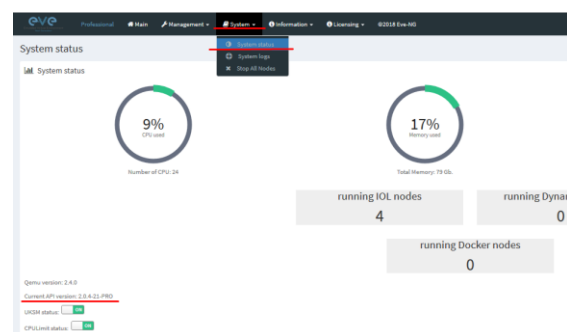 eve Professional Main Management System Information Licensing ©2018 Eve-NG
System status
System status
System logs
Stop All Nodes
System status
9%
CPU used
Number of CPU: 24
17%
Memory used
Total Memory: 79 Gb.
running IOL nodes
4
running Dynar
0
running Docker nodes
0
Qemu version: 2.4.0
Current API version: 2.0.4-21-PRO
UKSM status: ON
CPULimit status: ON